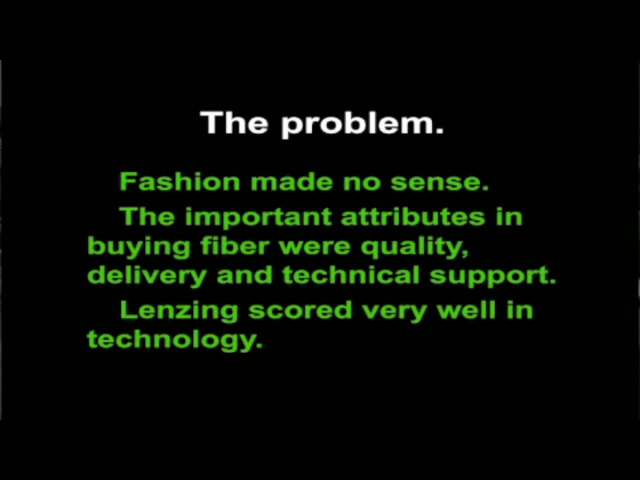 The problem.
Fashion made no sense.
The important attributes in
buying fiber were quality,
delivery and technical support.
Lenzing scored very well in
technology.